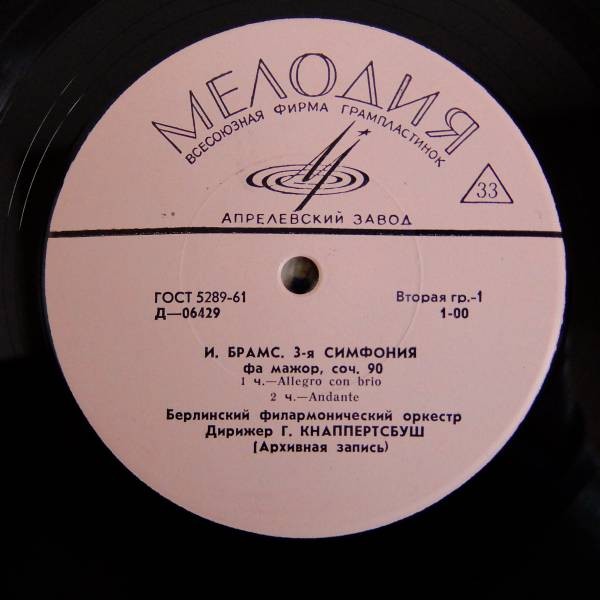 МЕЛОДИЯ
ВСЕСОЮЗНАЯ ФИРМА ГРАМПЛАСТИНОК
33
АПРЕЛЕВСКИЙ ЗАВОД
ГОСТ 5289-61 Вторая гр.-1
Д—06429 1-00
И. БРАМС. 3-я СИМФОНИЯ
фа мажор, соч. 90
1 ч.—Allegro con brio
2 ч.—Andante
Берлинский филармонический оркестр
Дирижер Г. КНАППЕРТСБУШ
(Архивная запись)